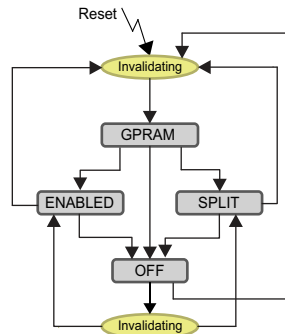 Reset
Invalidating
GPRAM
ENABLED
SPLIT
OFF
Invalidating